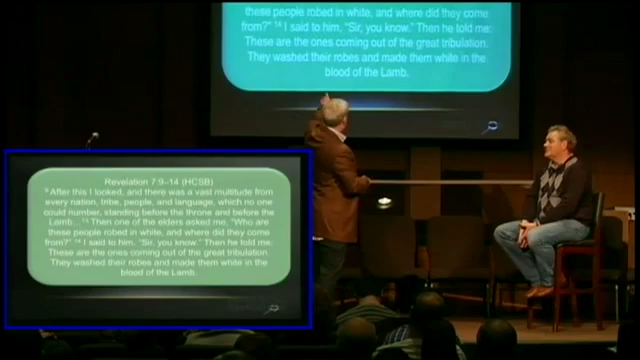 these people robed in white, and where did they come
from?” 14 I said to him, “Sir, you know.” Then he told me:
These are the ones coming out of the great tribulation.
They washed their robes and made them white in the
blood of the Lamb.
Revelation 7:9–14 (HCSB)
9 After this I looked, and there was a vast multitude from
every nation, tribe, people, and language, which no one
could number, standing before the throne and before the
Lamb... 13 Then one of the elders asked me, “Who are
these people robed in white, and where did they come
from?” 14 I said to him, “Sir, you know.” Then he told me:
These are the ones coming out of the great tribulation.
They washed their robes and made them white in the
blood of the Lamb.